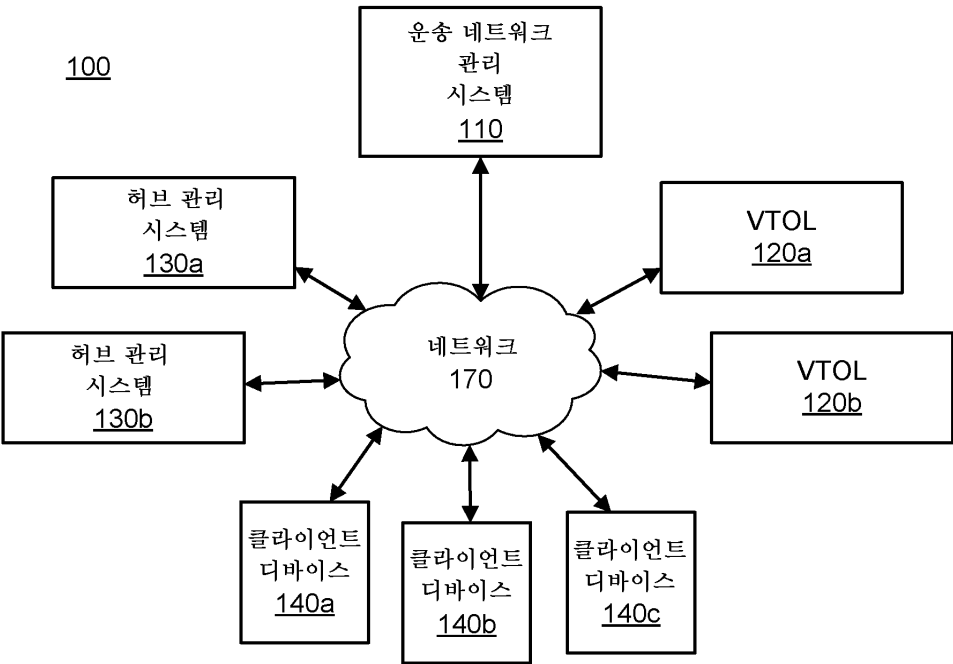 100
운송 네트워크
관리
시스템
110
허브 관리
시스템
130a
VTOL
120a
허브 관리
시스템
130b
네트워크
170
VTOL
120b
클라이언트
디바이스
140a
클라이언트
디바이스
140b
클라이언트
디바이스
140c